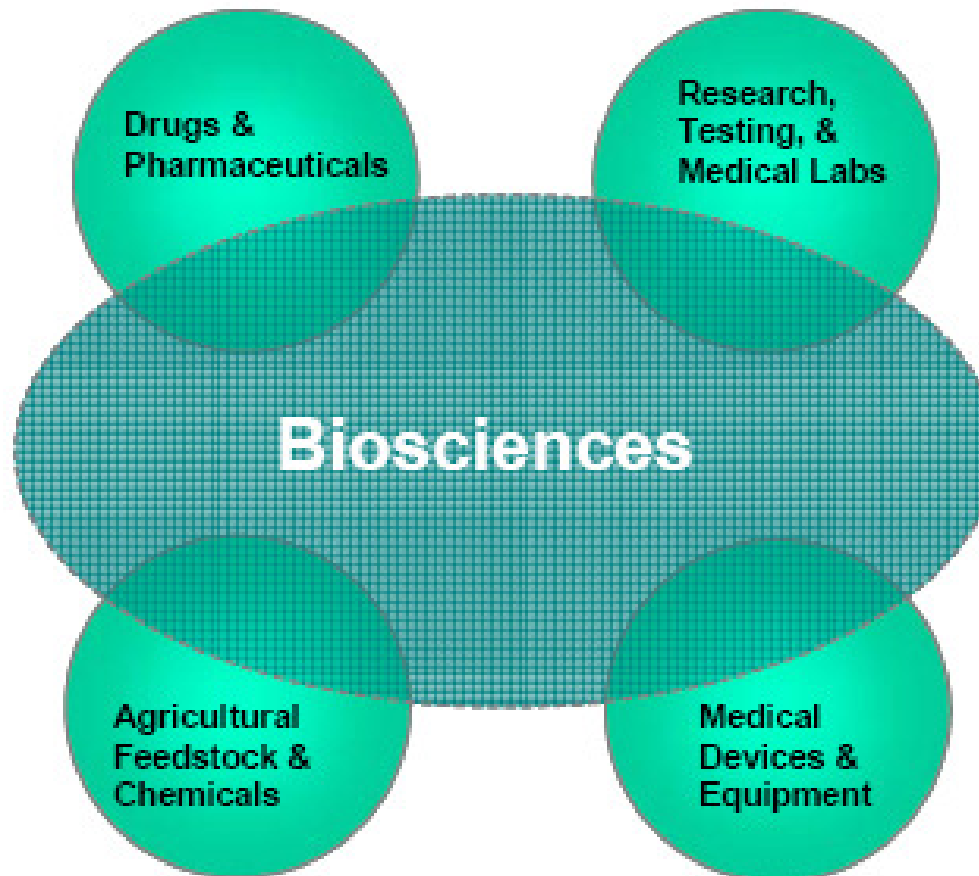 Drugs &
Pharmaceuticals
Research,
Testing, &
Medical Labs
Biosciences
Agricultural
Feedstock &
Chemicals
Medical
Devices &
Equipment